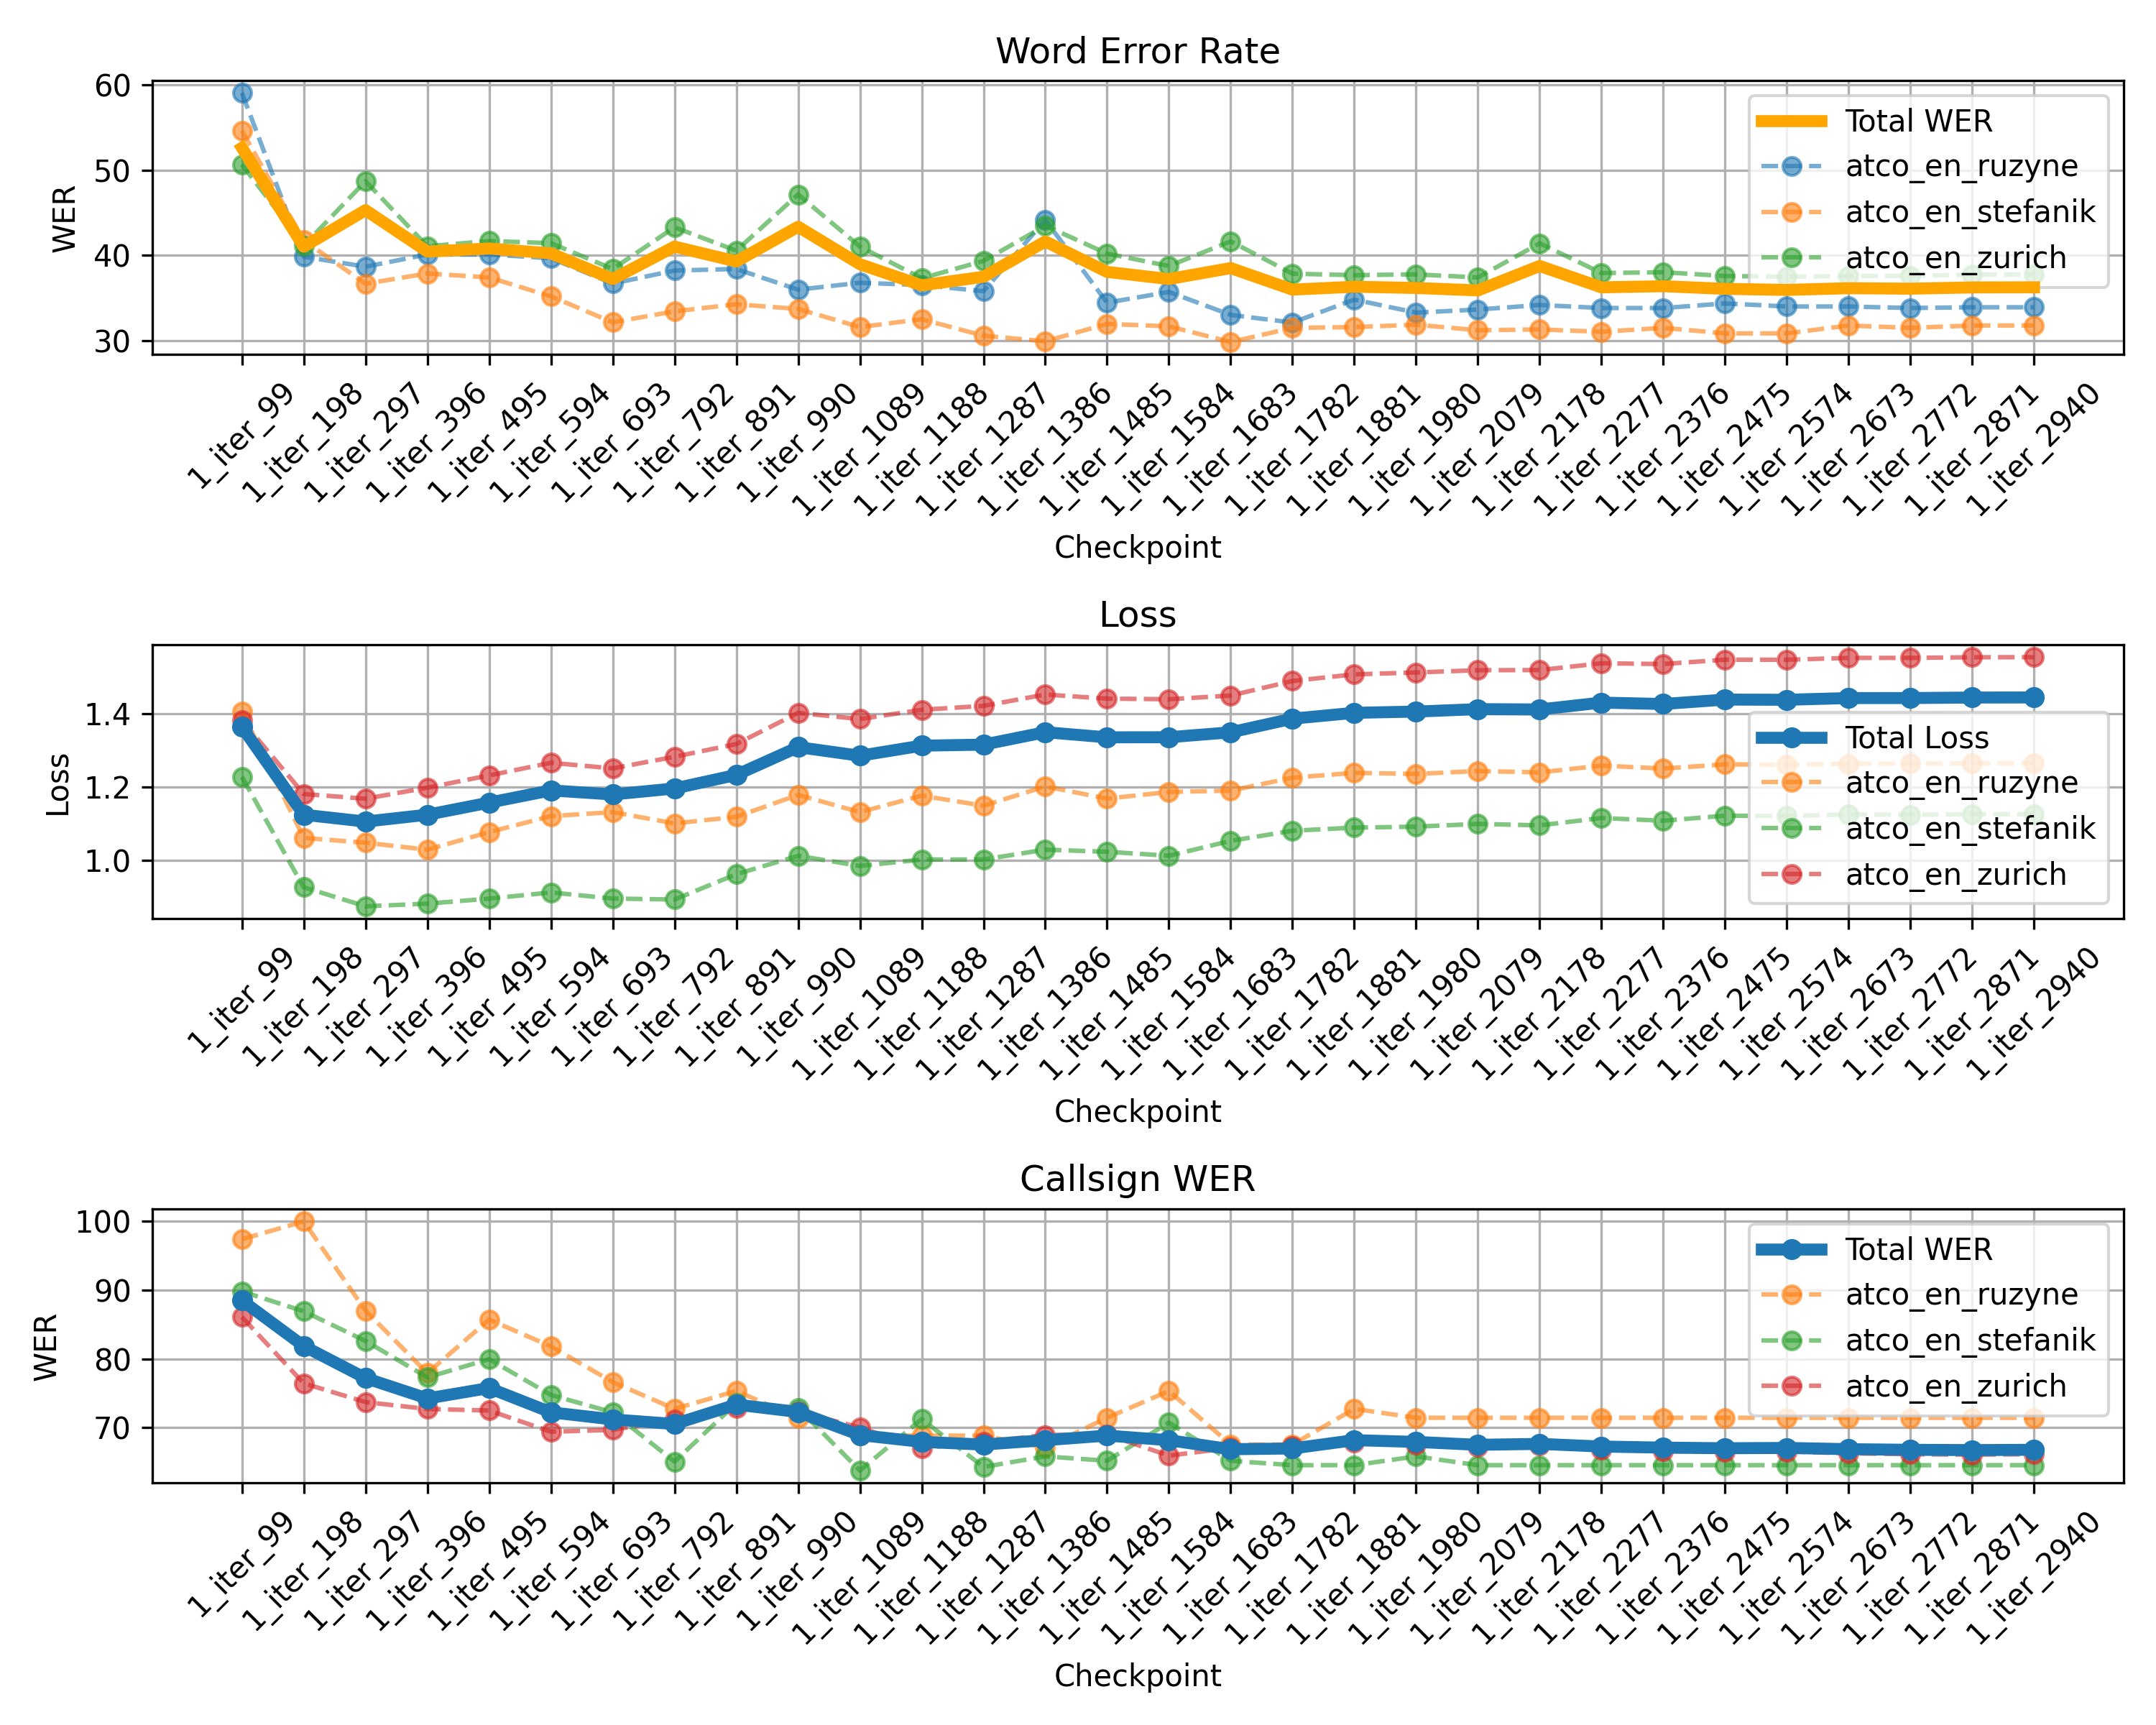 Word Error Rate
60
50
40
30
WER
Total WER
atco_en_ruzyne
atco_en_stefanik
atco_en_zurich
1_iter_99
1_iter_198
1_iter_297
1_iter_396
1_iter_495
1_iter_594
1_iter_693
1_iter_792
1_iter_891
1_iter_990
1_iter_1089
1_iter_1188
1_iter_1287
1_iter_1386
1_iter_1485
1_iter_1584
1_iter_1683
1_iter_1782
1_iter_1881
1_iter_1980
1_iter_2079
1_iter_2178
1_iter_2277
1_iter_2376
1_iter_2475
1_iter_2574
1_iter_2673
1_iter_2772
1_iter_2871
1_iter_2940
Checkpoint
Loss
1.4
1.2
1.0
Loss
Total Loss
atco_en_ruzyne
atco_en_stefanik
atco_en_zurich
1_iter_99
1_iter_198
1_iter_297
1_iter_396
1_iter_495
1_iter_594
1_iter_693
1_iter_792
1_iter_891
1_iter_990
1_iter_1089
1_iter_1188
1_iter_1287
1_iter_1386
1_iter_1485
1_iter_1584
1_iter_1683
1_iter_1782
1_iter_1881
1_iter_1980
1_iter_2079
1_iter_2178
1_iter_2277
1_iter_2376
1_iter_2475
1_iter_2574
1_iter_2673
1_iter_2772
1_iter_2871
1_iter_2940
Checkpoint
Callsign WER
100
90
80
70
WER
Total WER
atco_en_ruzyne
atco_en_stefanik
atco_en_zurich
1_iter_99
1_iter_198
1_iter_297
1_iter_396
1_iter_495
1_iter_594
1_iter_693
1_iter_792
1_iter_891
1_iter_990
1_iter_1089
1_iter_1188
1_iter_1287
1_iter_1386
1_iter_1485
1_iter_1584
1_iter_1683
1_iter_1782
1_iter_1881
1_iter_1980
1_iter_2079
1_iter_2178
1_iter_2277
1_iter_2376
1_iter_2475
1_iter_2574
1_iter_2673
1_iter_2772
1_iter_2871
1_iter_2940
Checkpoint